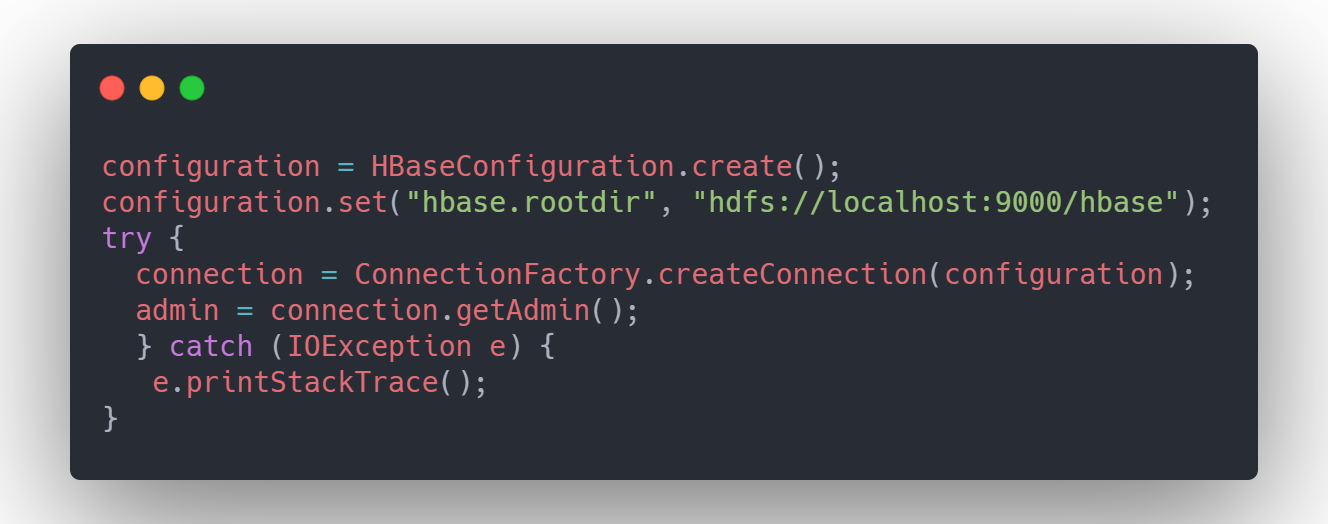 configuration = HBaseConfiguration.create();
configuration.set("hbase.rootdir", "hdfs://localhost:9000/hbase");
try {
  connection = ConnectionFactory.createConnection(configuration);
  admin = connection.getAdmin();
  } catch (IOException e) {
   e.printStackTrace();
}